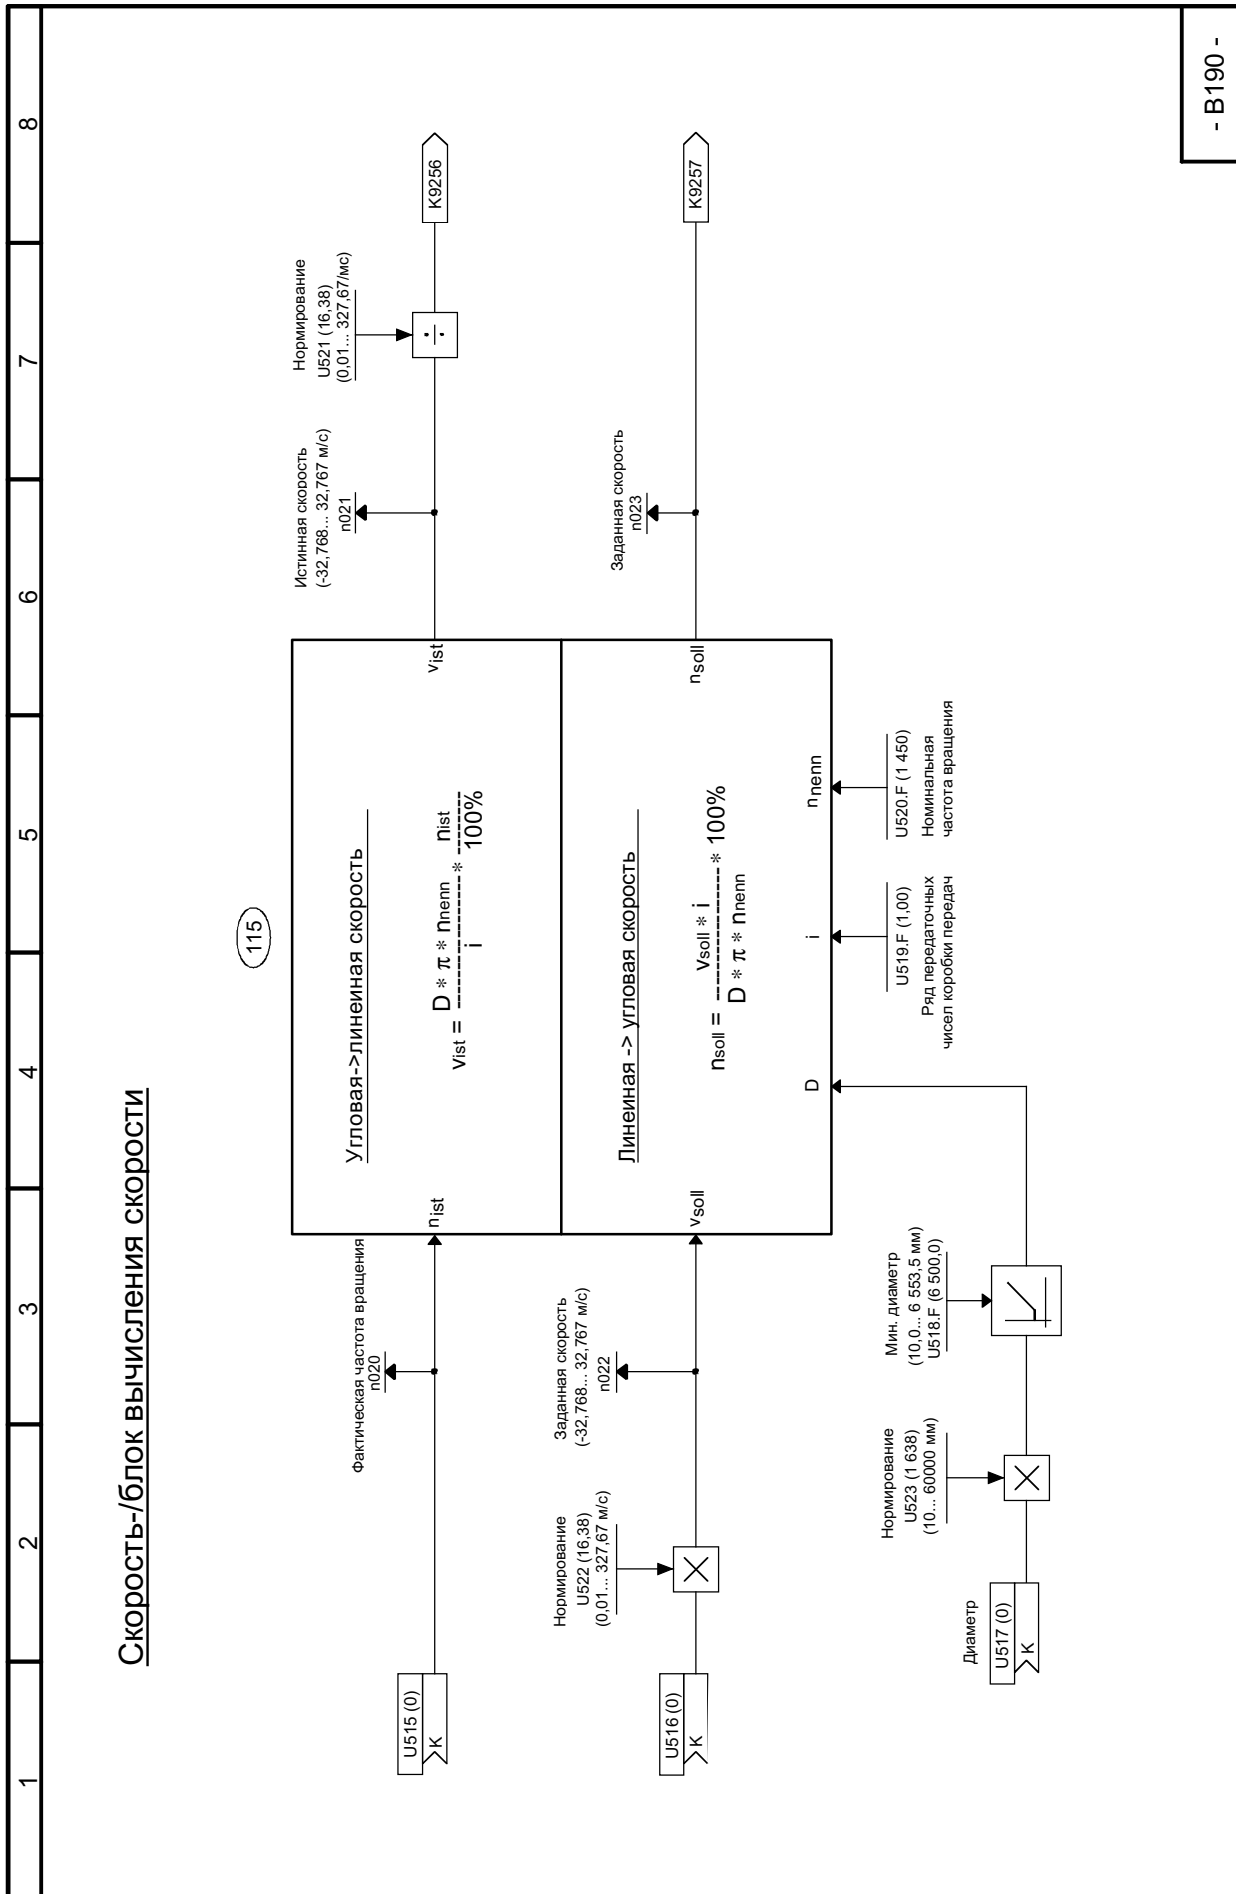 1
2
3
4
5
6
7
8
Скорость-/блок вычисления скорости
115
Нормирование
U521 (16,38)
(0,01... 327,67/мс)
Истинная скорость
(-32,768... 32,767 м/с)
n021
Угловая->линеиная скорость
Фактическая частота вращения
n020
U515 (0)
K
nist
vist = D * π * nnenn / i * nist / 100%
vist
K9256
Нормирование
U522 (16,38)
(0,01... 327,67 м/с)
Заданная скорость
(-32,768... 32,767 м/с)
n022
Линеиная -> угловая скорость
Заданная скорость
n023
U516 (0)
K
vsoll
nsoll = vsoll * i / D * π * nnenn * 100%
nsoll
K9257
D
i
nnenn
U519.F (1,00)
Ряд передаточных
чисел коробки передач
U520.F (1 450)
Номинальная
частота вращения
Нормирование
U523 (1 638)
(10... 60000 мм)
Мин. диаметр
(10,0... 6 553,5 мм)
U518.F (6 500,0)
Диаметр
U517 (0)
K
- B190 -